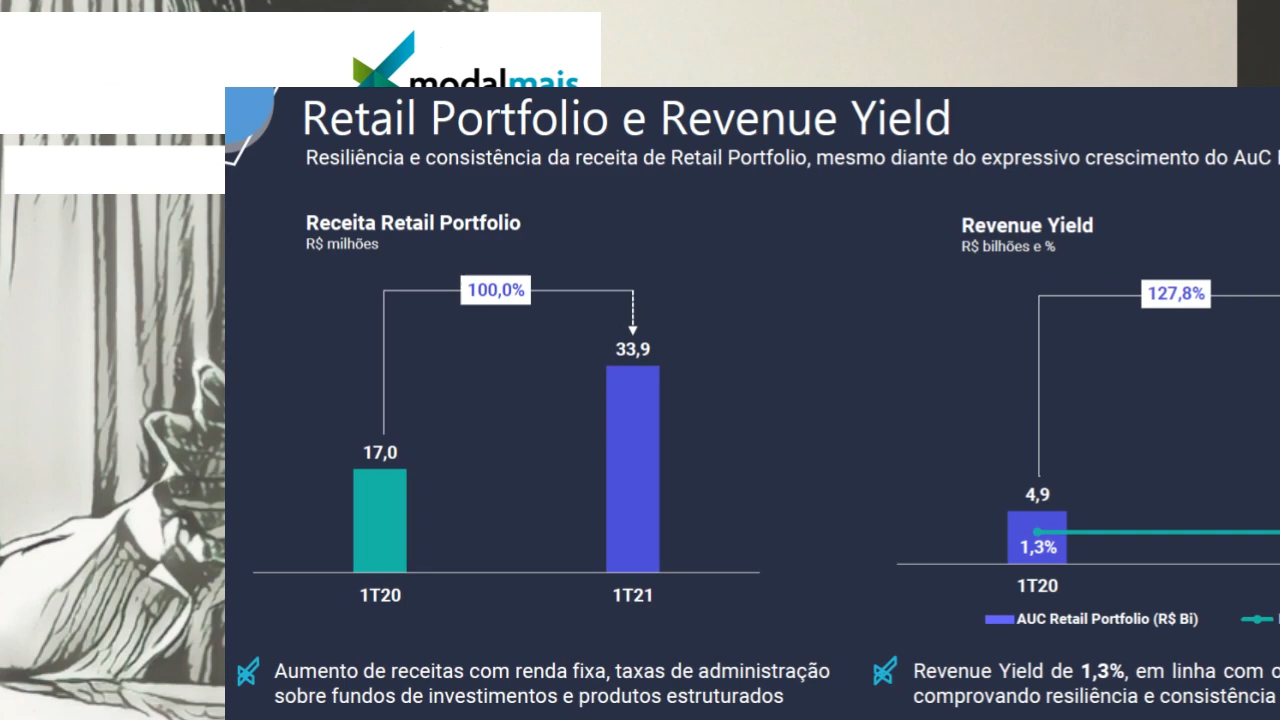 modalmais
Retail Portfolio e Revenue Yield
Resiliência e consistência da receita de Retail Portfolio, mesmo diante do expressivo crescimento do AuC
Receita Retail Portfolio
R$ milhões
100,0%
33,9
17,0
1T20
1T21
Revenue Yield
R$ bilhões e %
127,8%
4,9
1,3%
1T20
AUC Retail Portfolio (R$ Bi)
Aumento de receitas com renda fixa, taxas de administração
sobre fundos de investimentos e produtos estruturados
Revenue Yield de 1,3%, em linha com
comprovando resiliência e consistência